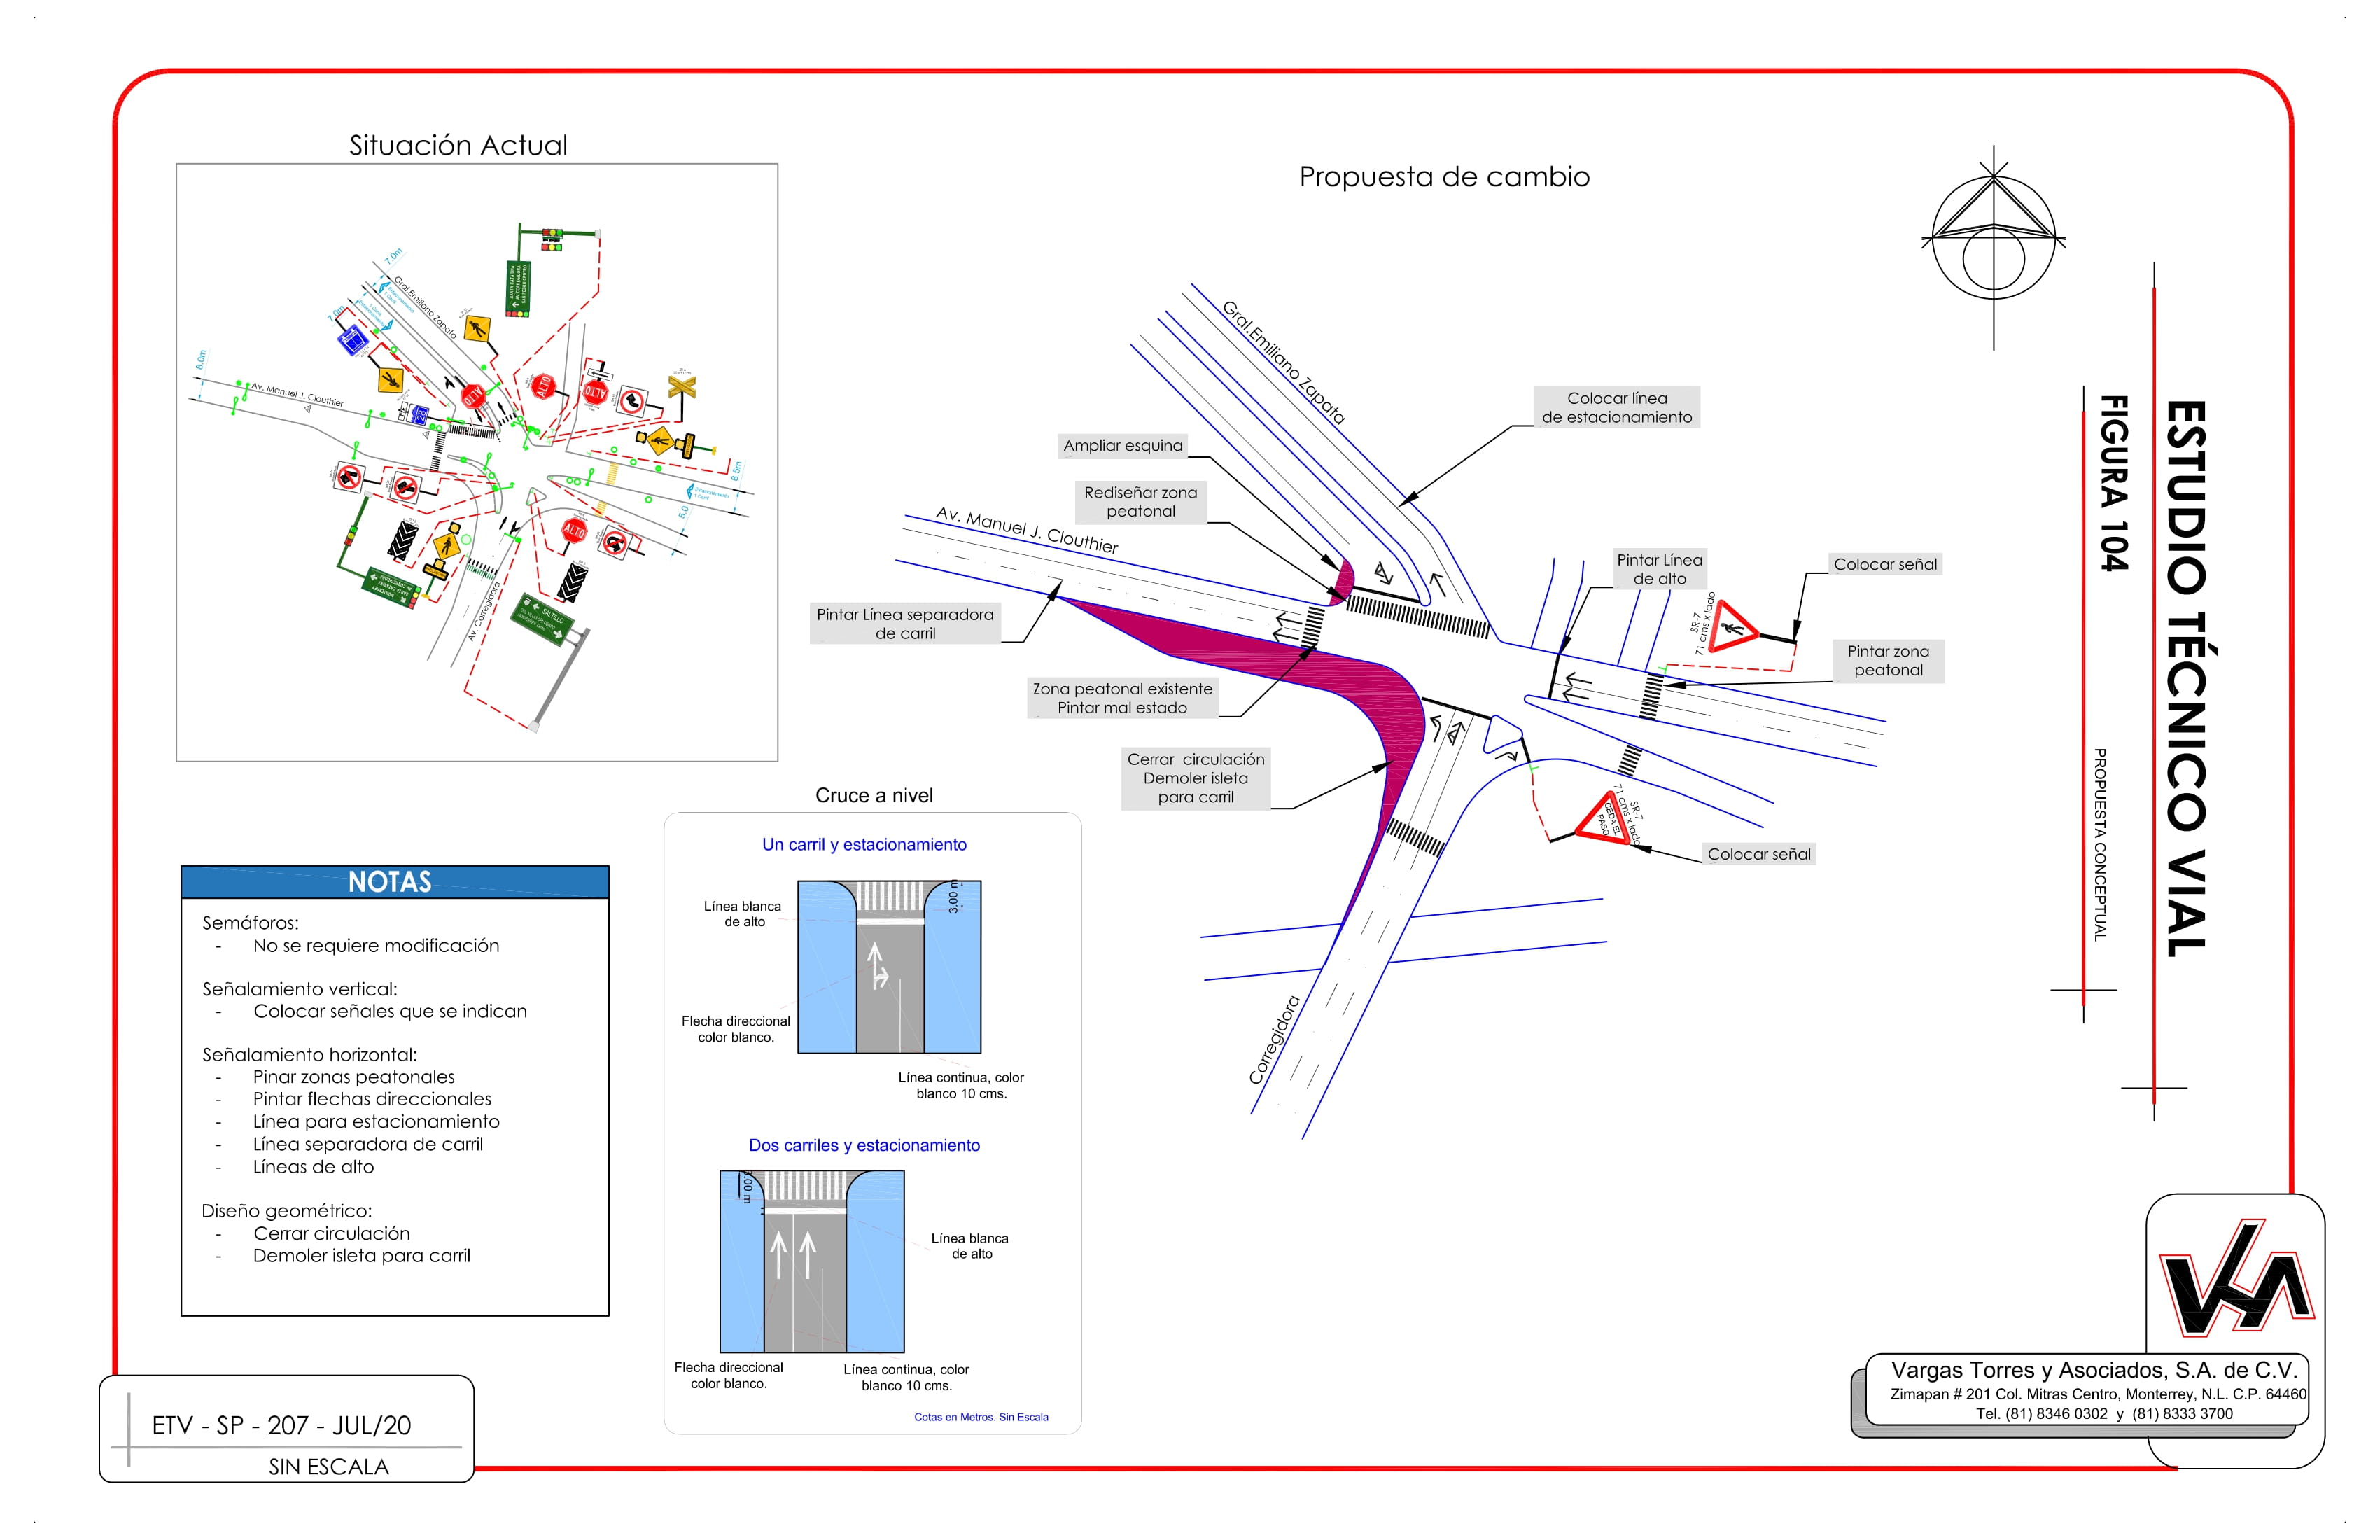 Situación Actual
7.0m
Gral.Emiliano Zapata
7.0m
8.0m
Av. Manuel J. Clouthier
ALTO
ALTO
ALTO
ALTO
8.5m
5.0
Estacionamiento
1 Carril
Av. Corregidora
SALTILLO
Propuesta de cambio
Gral.Emiliano Zapata
Colocar línea
de estacionamiento
Ampliar esquina
Rediseñar zona
peatonal
Av. Manuel J. Clouthier
Pintar Línea
de alto
Colocar señal
SR-7
71 cms x lado
Pintar Línea separadora
de carril
Pintar zona
peatonal
Zona peatonal existente
Pintar mal estado
Cerrar circulación
Demoler isleta
para carril
SR-7
71 cms x lado
CEDA EL
PASO
Colocar señal
Corregidora
ESTUDIO TÉCNICO VIAL
FIGURA 104
PROPUESTA CONCEPTUAL
NOTAS
Semáforos:
- No se requiere modificación
Señalamiento vertical:
- Colocar señales que se indican
Señalamiento horizontal:
- Pinar zonas peatonales
- Pintar flechas direccionales
- Línea para estacionamiento
- Línea separadora de carril
- Líneas de alto
Diseño geométrico:
- Cerrar circulación
- Demoler isleta para carril
Cruce a nivel
Un carril y estacionamiento
Línea blanca
de alto
3.00 m
Flecha direccional
color blanco.
Línea continua, color
blanco 10 cms.
Dos carriles y estacionamiento
3.00 m
Línea blanca
de alto
Flecha direccional
color blanco.
Línea continua, color
blanco 10 cms.
Cotas en Metros. Sin Escala
ETV - SP - 207 - JUL/20
SIN ESCALA
Vargas Torres y Asociados, S.A. de C.V.
Zimapan # 201 Col. Mitras Centro, Monterrey, N.L. C.P. 64460
Tel. (81) 8346 0302 y (81) 8333 3700